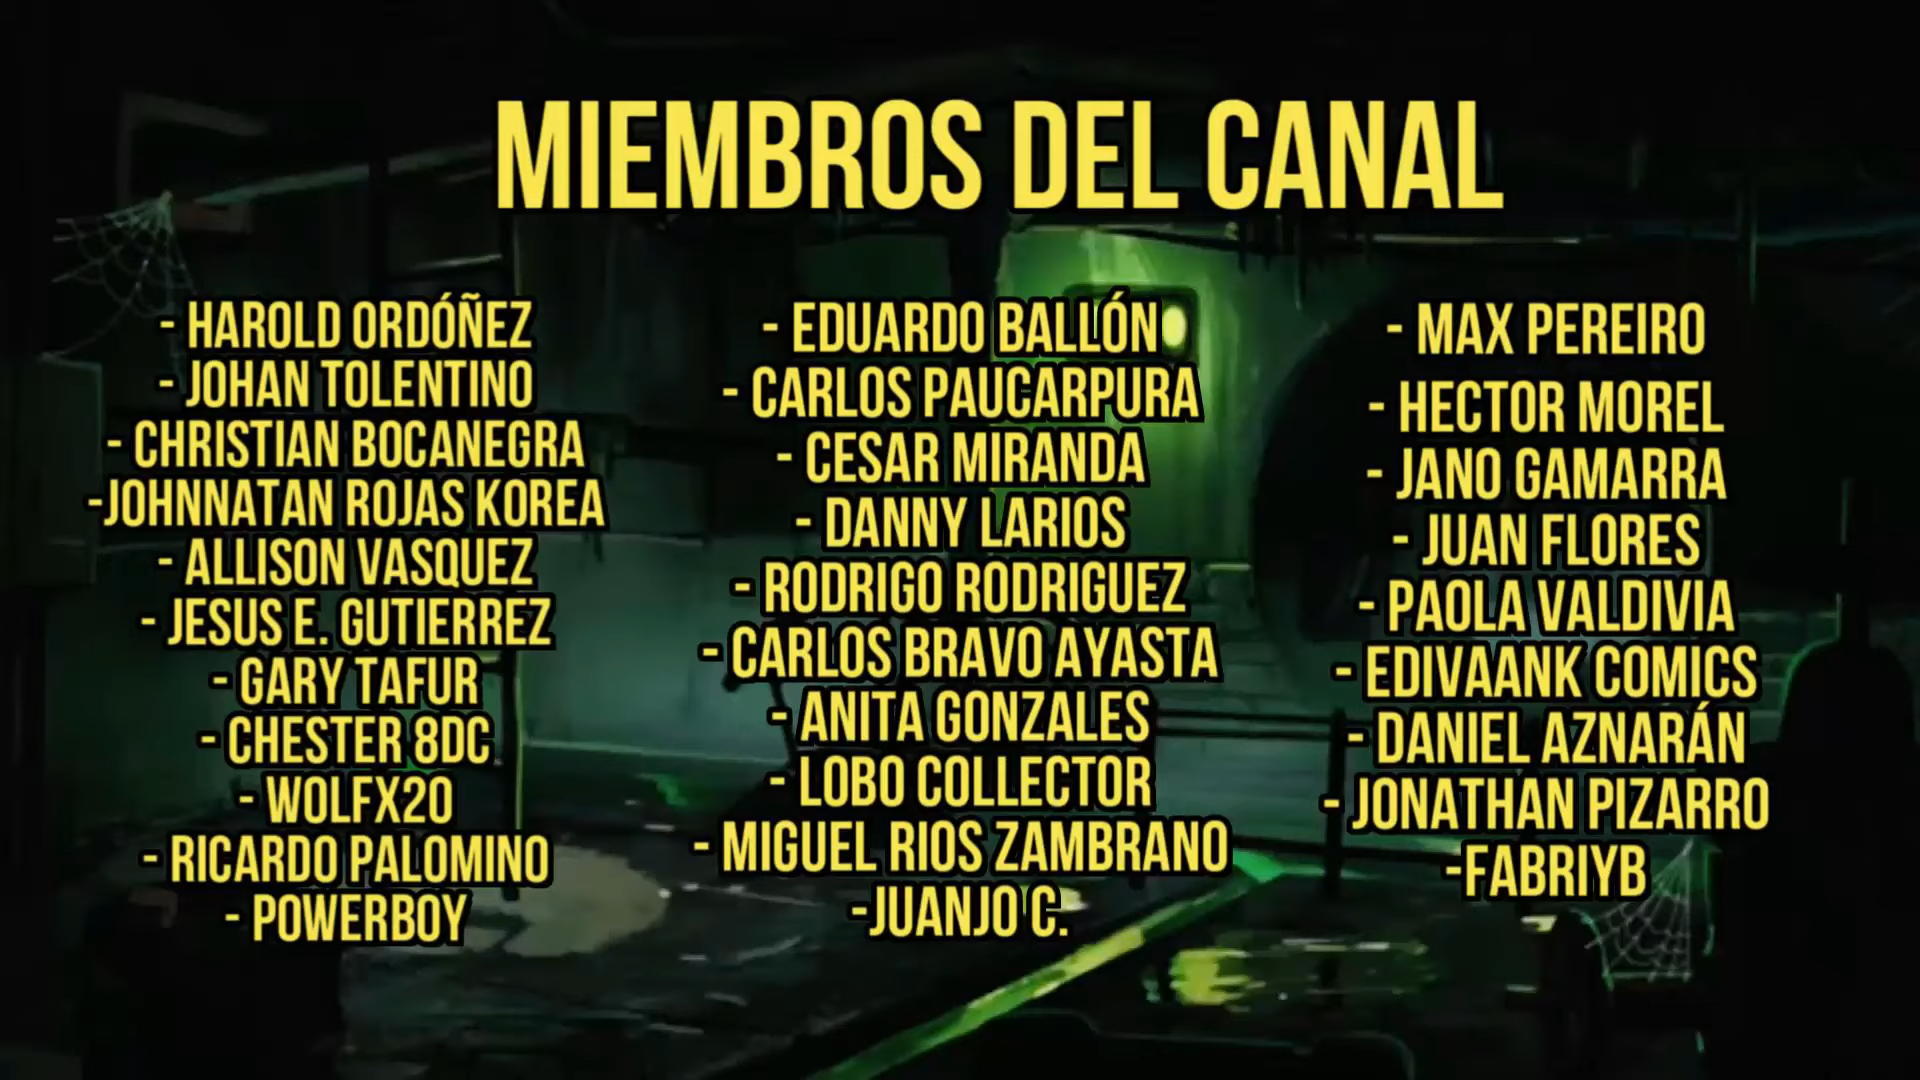 MIEMBROS DEL CANAL
- HAROLD ORDÓÑEZ
- JOHAN TOLENTINO
- CHRISTIAN BOCANEGRA
-JOHNNATAN ROJAS KOREA
- ALLISON VASQUEZ
- JESUS E. GUTIERREZ
- GARY TAFUR
- CHESTER 8DC
- WOLFX20
- RICARDO PALOMINO
- POWERBOY
- EDUARDO BALLÓN
- CARLOS PAUCARPURA
- CESAR MIRANDA
- DANNY LARIOS
- RODRIGO RODRIGUEZ
- CARLOS BRAVO AYASTA
- ANITA GONZALES
- LOBO COLLECTOR
- MIGUEL RIOS ZAMBRANO
-JUANJO C.
- MAX PEREIRO
- HECTOR MOREL
- JANO GAMARRA
- JUAN FLORES
- PAOLA VALDIVIA
- EDIVAANK COMICS
- DANIEL AZNARÁN
- JONATHAN PIZARRO
-FABRIYB